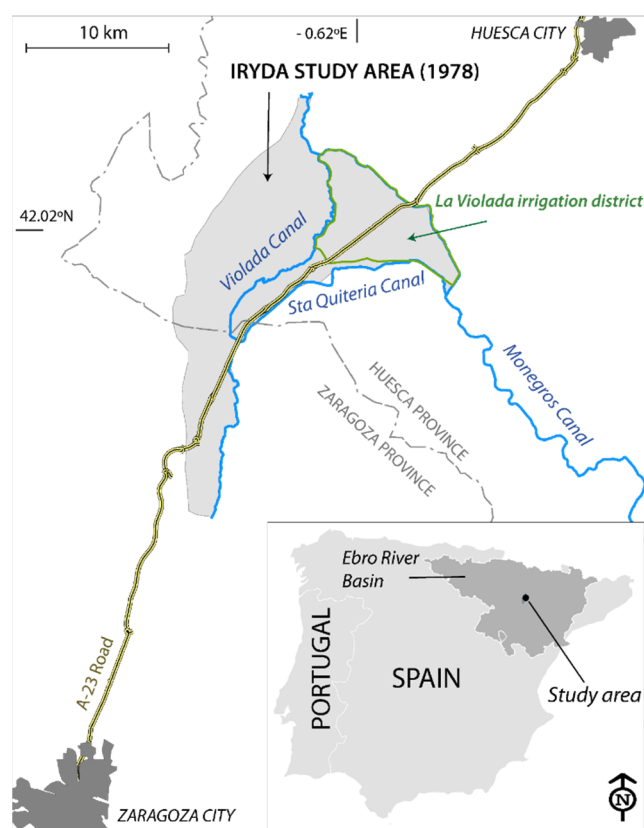 10 km
- 0.62ºE
HUESCA CITY
IRYDA STUDY AREA (1978)
42.02ºN
La Violada irrigation district
Violada Canal
Sta Quiteria Canal
Monegros Canal
HUESCA PROVINCE
ZARAGOZA PROVINCE
A-23 Road
ZARAGOZA CITY
Ebro River
Basin
PORTUGAL
SPAIN
Study area
N